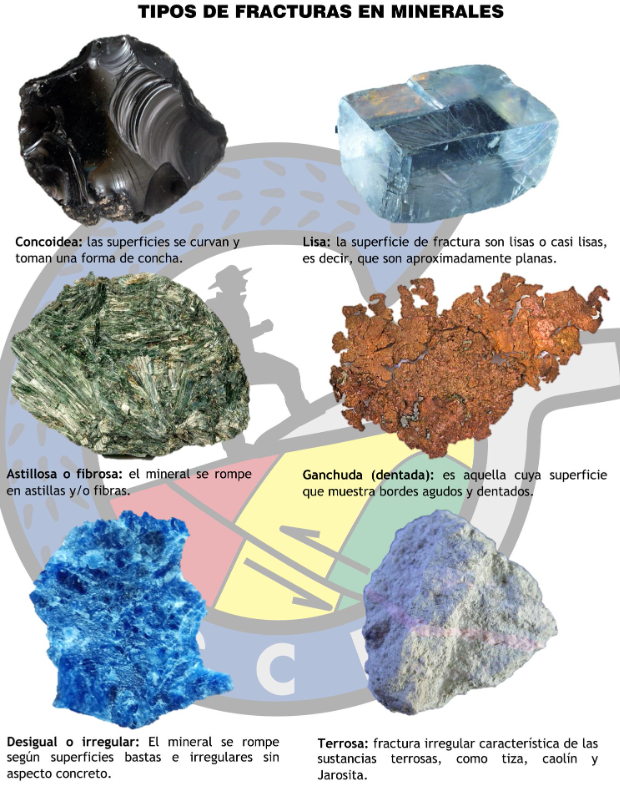 TIPOS DE FRACTURAS EN MINERALES
Concoidea: las superficies se curvan y
toman una forma de concha.
Lisa: la superficie de fractura son lisas o casi lisas,
es decir, que son aproximadamente planas.
Astillosa o fibrosa: el mineral se rompe
en astillas y/o fibras.
Ganchuda (dentada): es aquella cuya superficie
que muestra bordes agudos y dentados.
Desigual o irregular: El mineral se rompe
según superficies bastas e irregulares sin
aspecto concreto.
Terrosa: fractura irregular característica de las
sustancias terrosas, como tiza, caolín y
Jarosita.
C